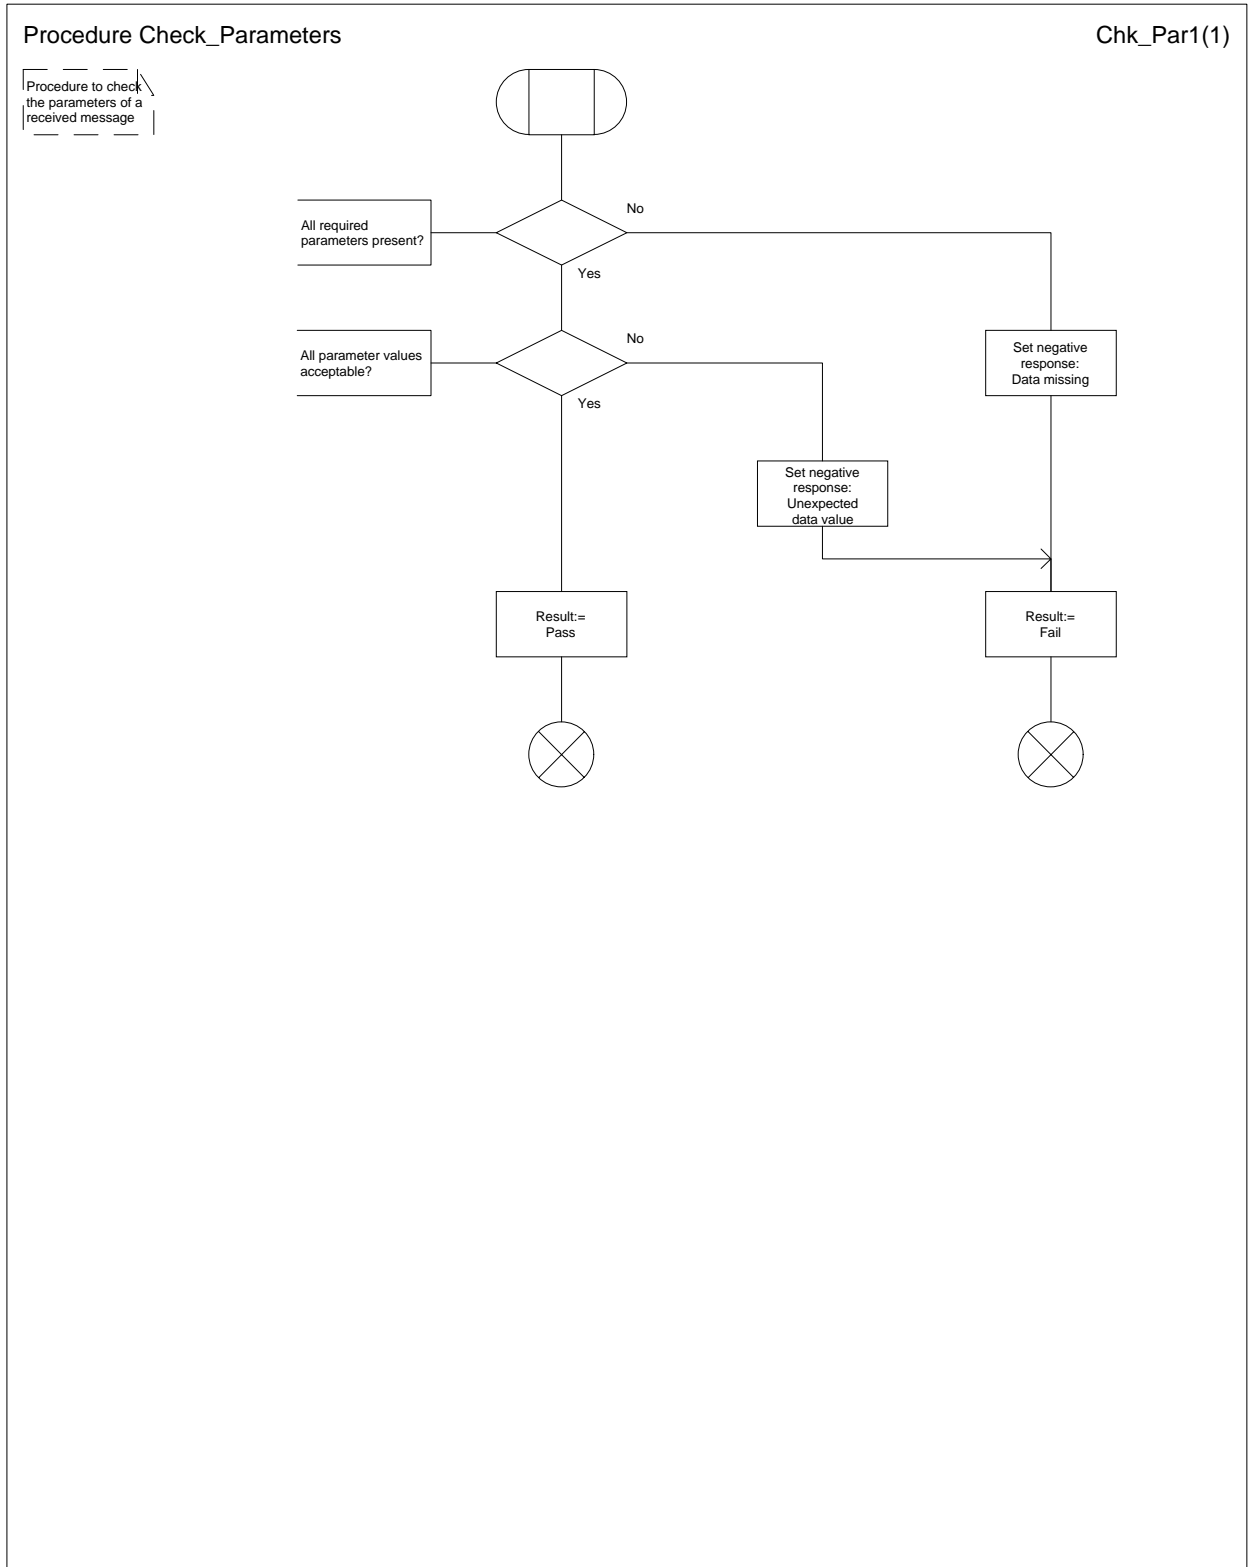 Procedure Check_Parameters
Chk_Par1(1)
Procedure to check
the parameters of a
received message
No
All required
parameters present?
Yes
No
All parameter values
acceptable?
Set negative
response:
Data missing
Yes
Set negative
response:
Unexpected
data value
Result:=
Pass
Result:=
Fail